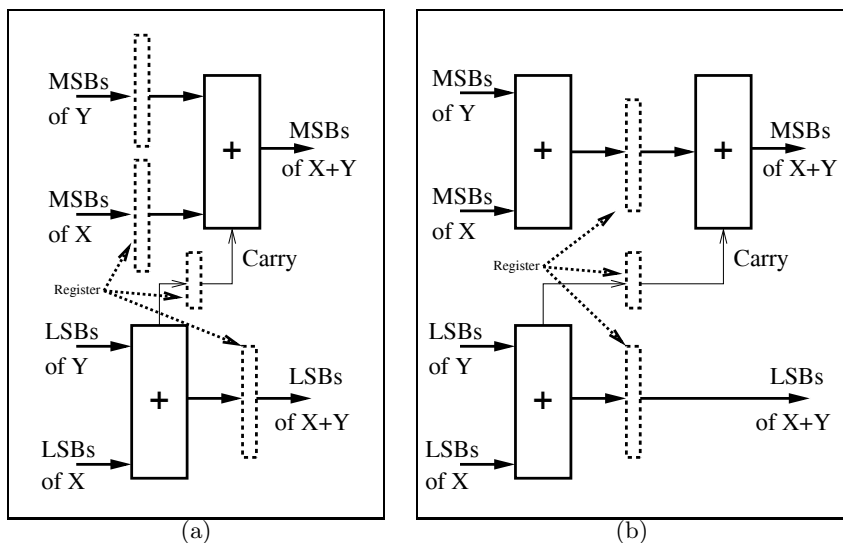 MSBs
of Y
+
MSBs
of X+Y
MSBs
of X
Carry
Register
LSBs
of Y
+
LSBs
of X+Y
LSBs
of X
(a)
MSBs
of Y
+
+
MSBs
of X+Y
MSBs
of X
Register
Carry
LSBs
of Y
+
LSBs
of X+Y
LSBs
of X
(b)